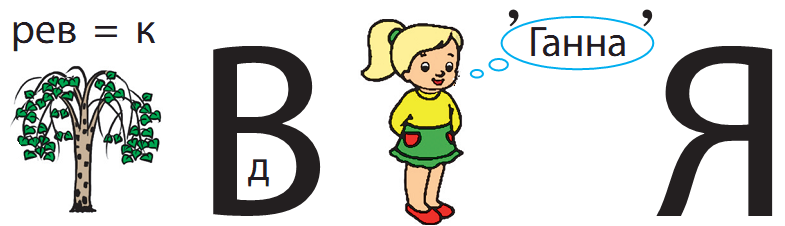 рев = к
, Ганна ,
В
д
Я